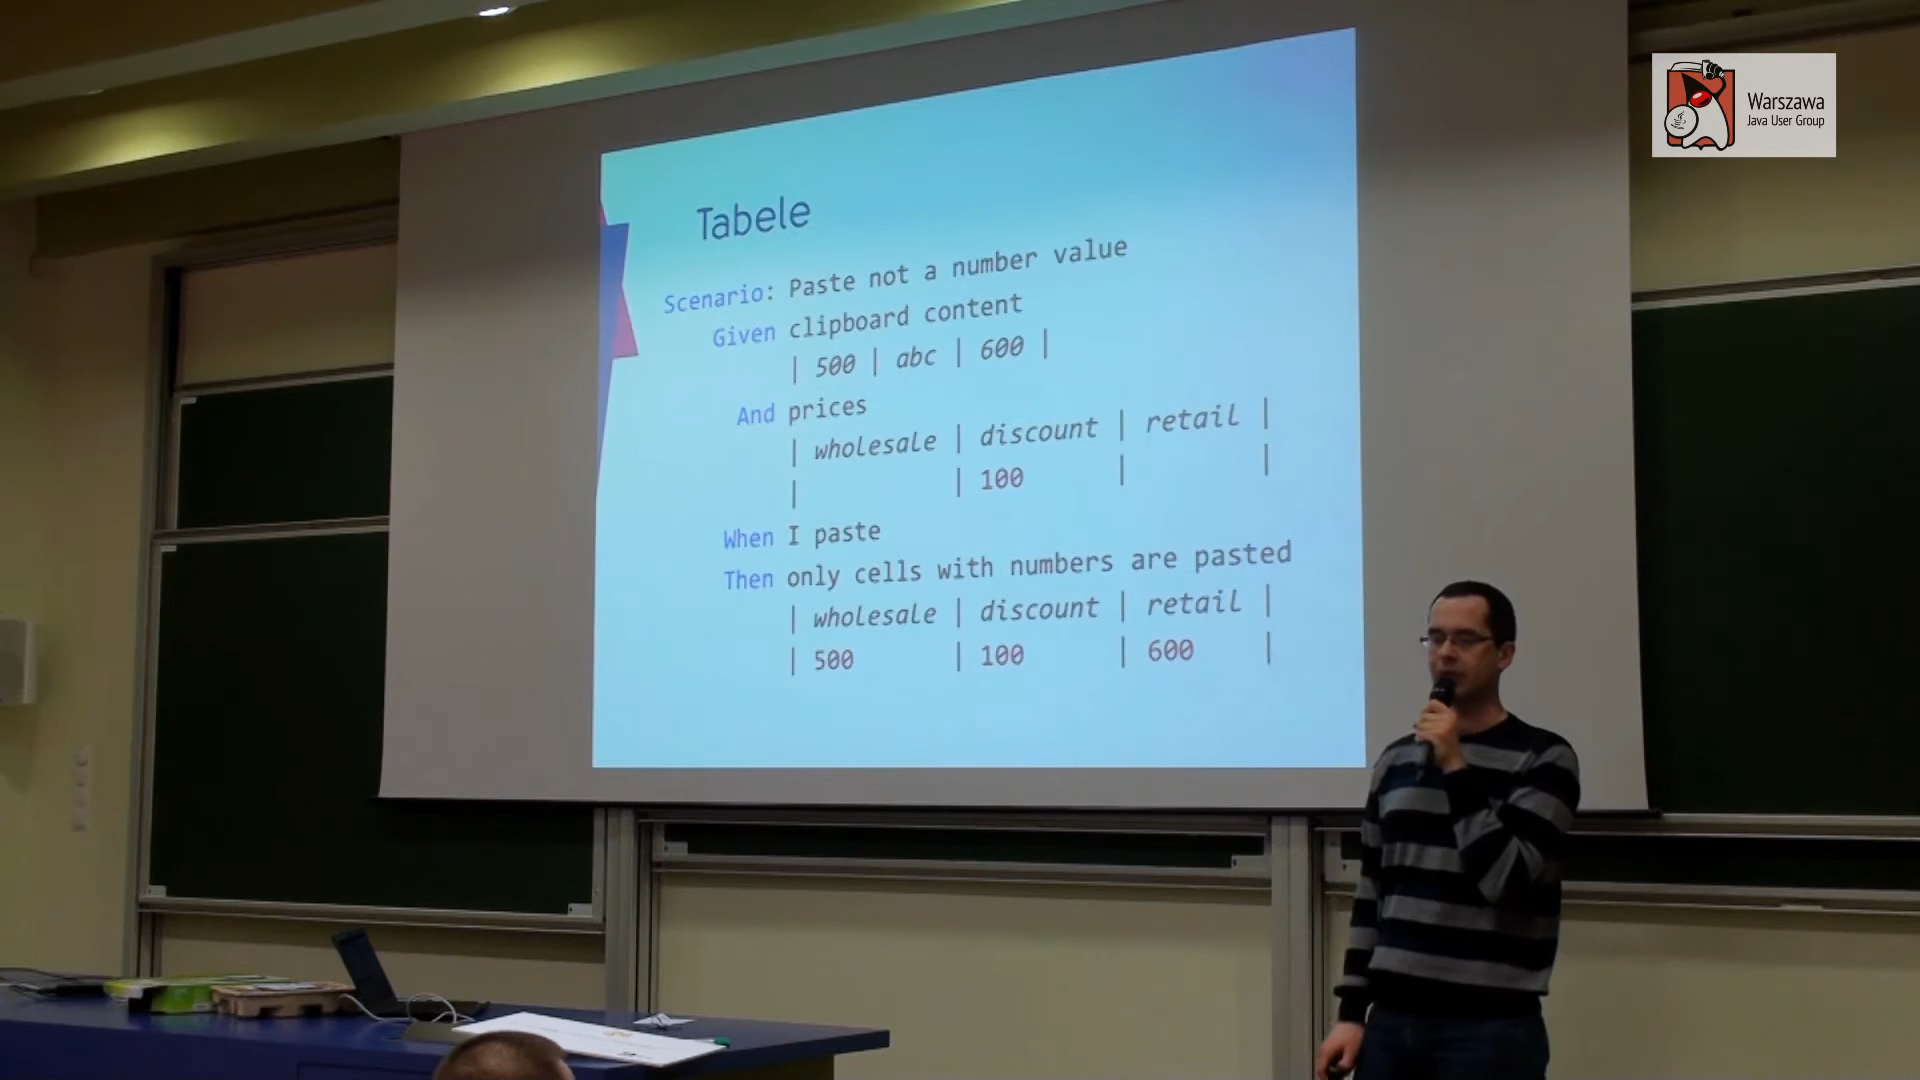 Tabele
Scenario: Paste not a number value
Given clipboard content
| 500 | abc | 600 |
And prices
| wholesale | discount | retail |
| | 100 | |
When I paste
Then only cells with numbers are pasted
| wholesale | discount | retail |
| 500 | 100 | 600 |
Warszawa
Java User Group